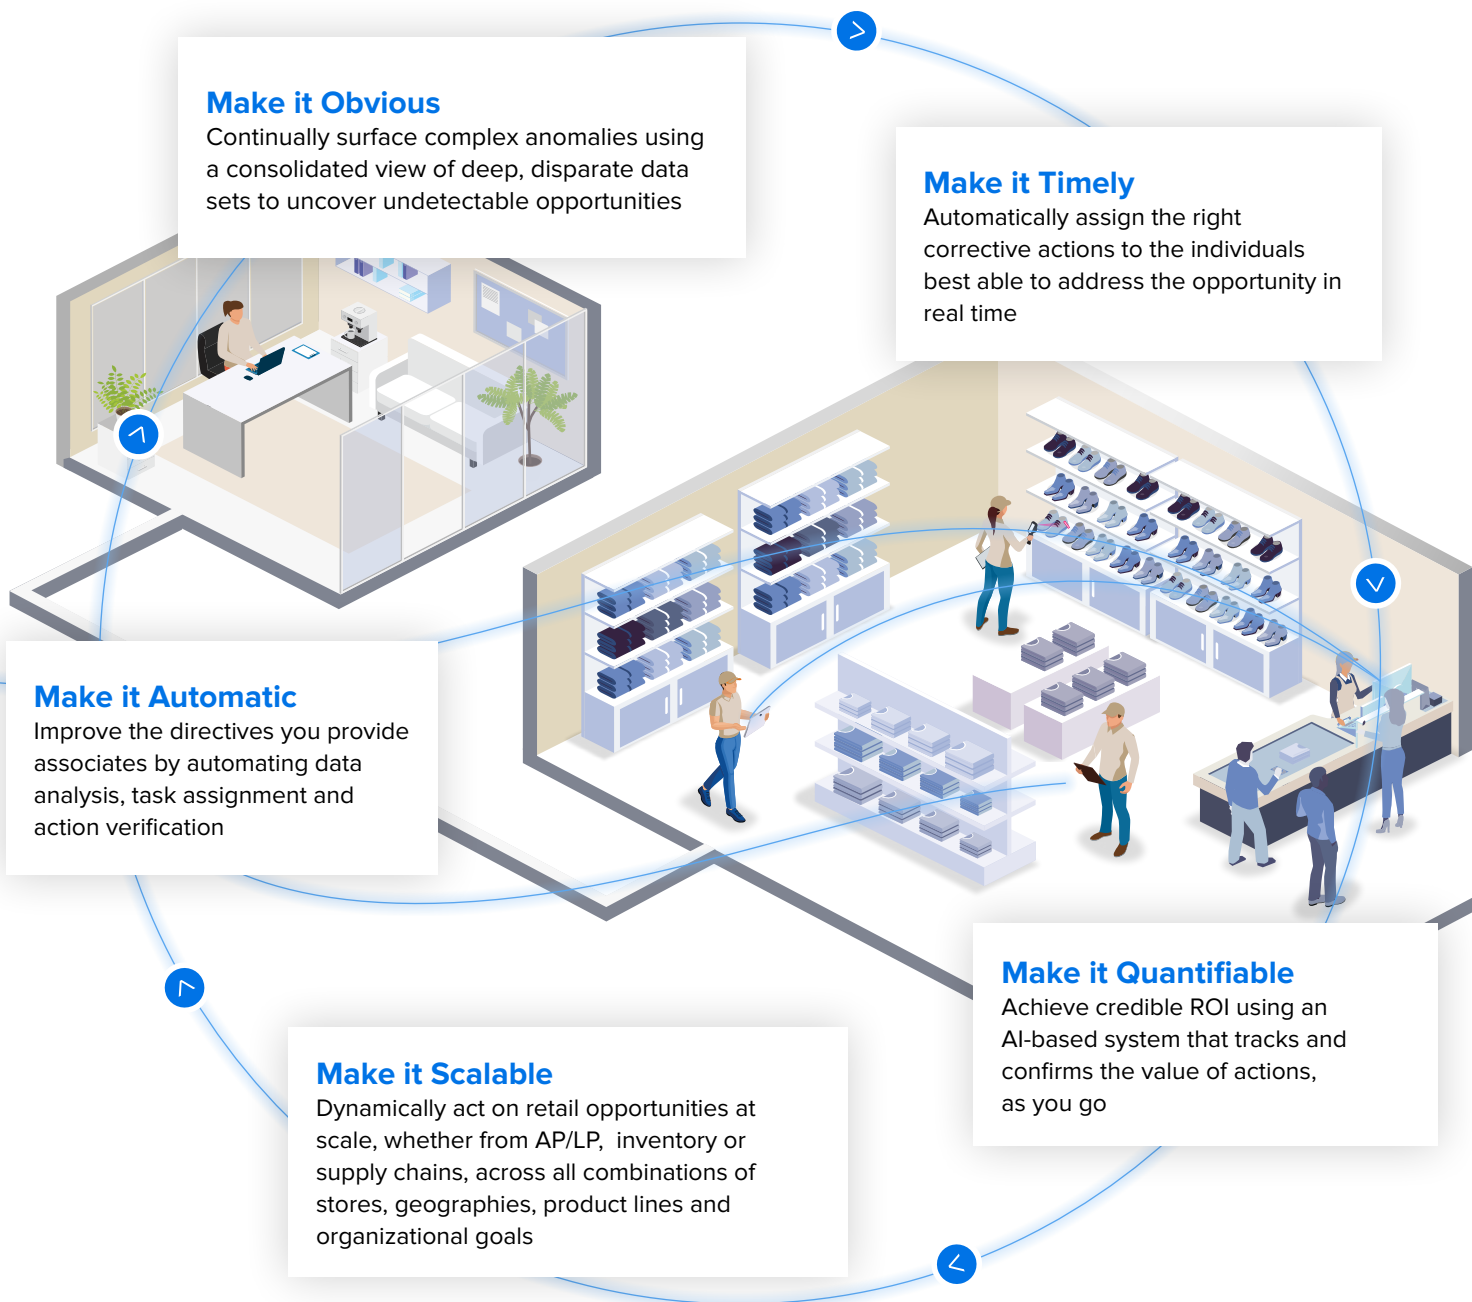 Make it Obvious
Continually surface complex anomalies using
a consolidated view of deep, disparate data
sets to uncover undetectable opportunities
Make it Timely
Automatically assign the right
corrective actions to the individuals
best able to address the opportunity in
real time
Make it Automatic
Improve the directives you provide
associates by automating data
analysis, task assignment and
action verification
Make it Quantifiable
Achieve credible ROI using an
AI-based system that tracks and
confirms the value of actions,
as you go
Make it Scalable
Dynamically act on retail opportunities at
scale, whether from AP/LP,  inventory or
supply chains, across all combinations of
stores, geographies, product lines and
organizational goals